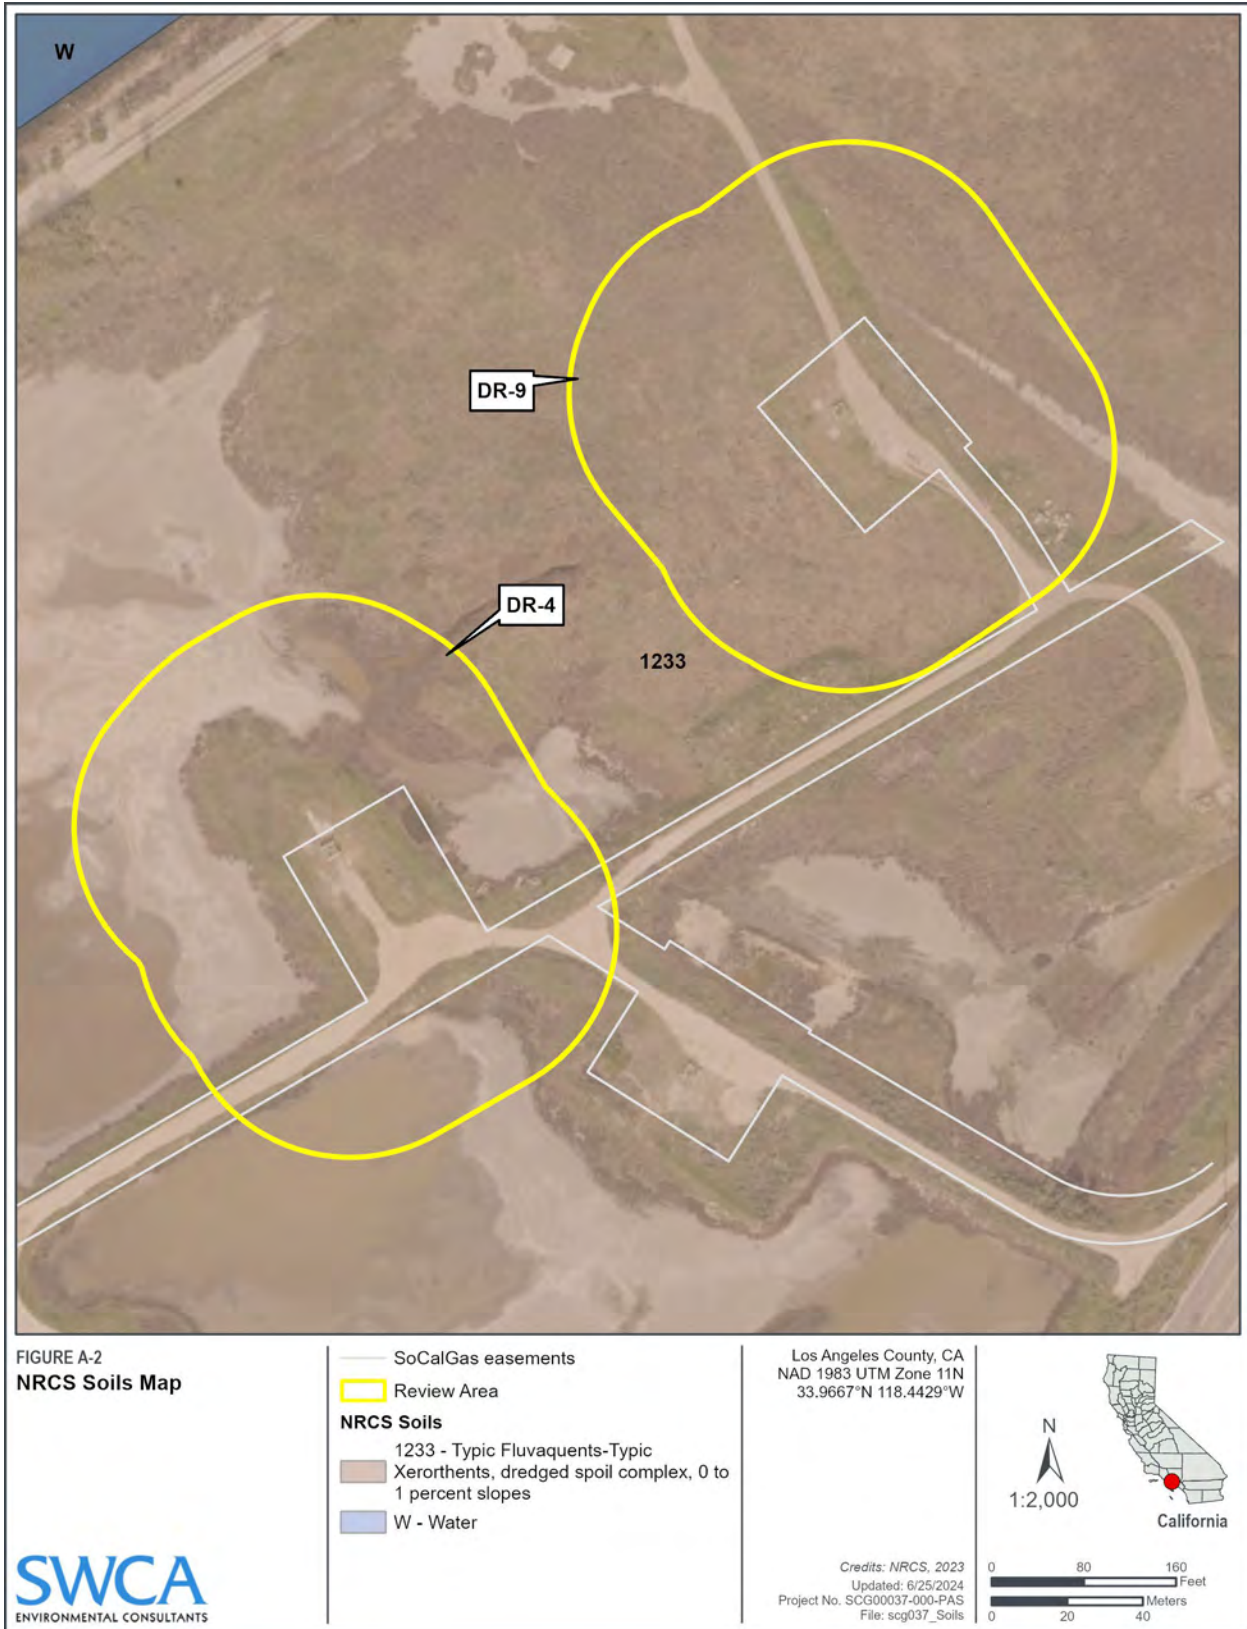 W
DR-9
DR-4
1233
FIGURE A-2
NRCS Soils Map
SWCA
ENVIRONMENTAL CONSULTANTS
SoCalGas easements
Review Area
NRCS Soils
1233 - Typic Fluvaquents-Typic
Xerorthents, dredged spoil complex, 0 to
1 percent slopes
W - Water
Los Angeles County, CA
NAD 1983 UTM Zone 11N
33.9667°N 118.4429°W
Credits: NRCS, 2023
Updated: 6/25/2024
Project No. SCG00037-000-PAS
File: scg037_Soils
N
1:2,000
California
0 80 160
Feet
Meters
0 20 40